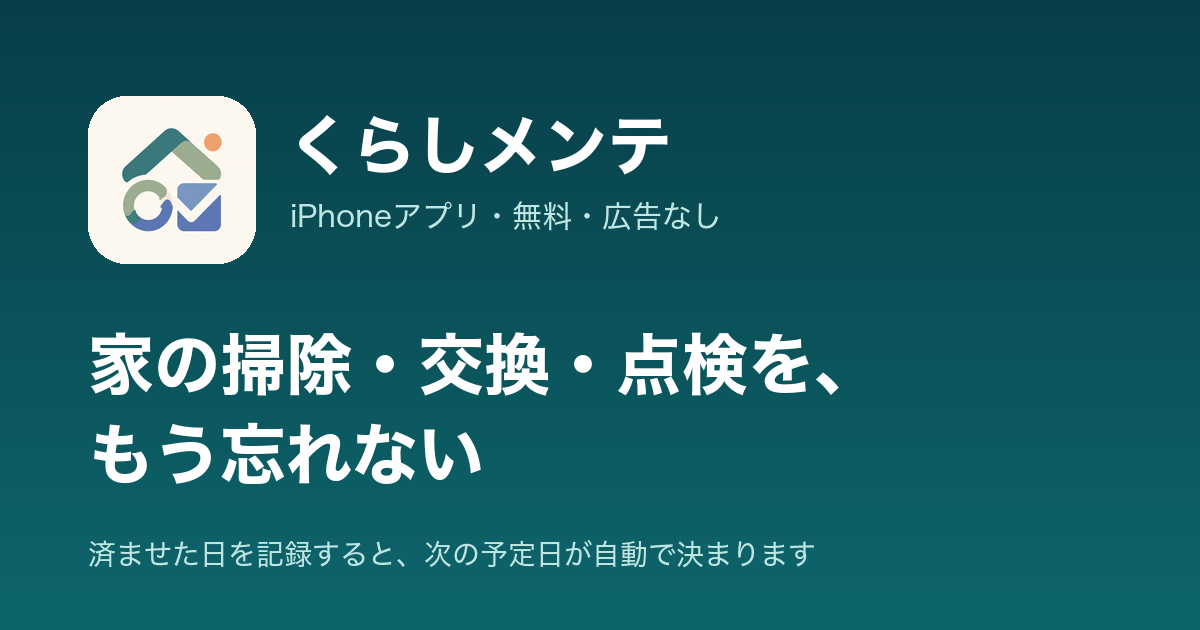 くらしメンテ
iPhoneアプリ・無料・広告なし
家の掃除・交換・点検を、
もう忘れない
済ませた日を記録すると、次の予定日が自動で決まります